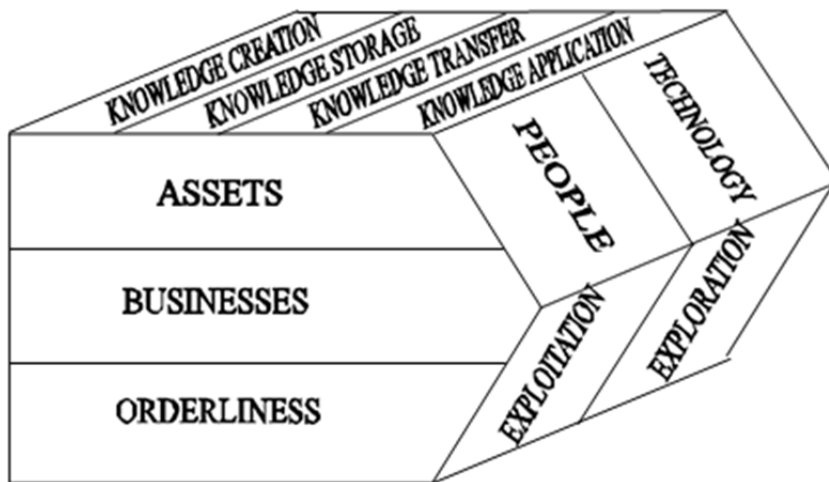 KNOWLEDGE CREATION
KNOWLEDGE STORAGE
KNOWLEDGE TRANSFER
KNOWLEDGE APPLICATION
PEOPLE
TECHNOLOGY
ASSETS
BUSINESSES
ORDERLINESS
EXPLOITATION
EXPLORATION